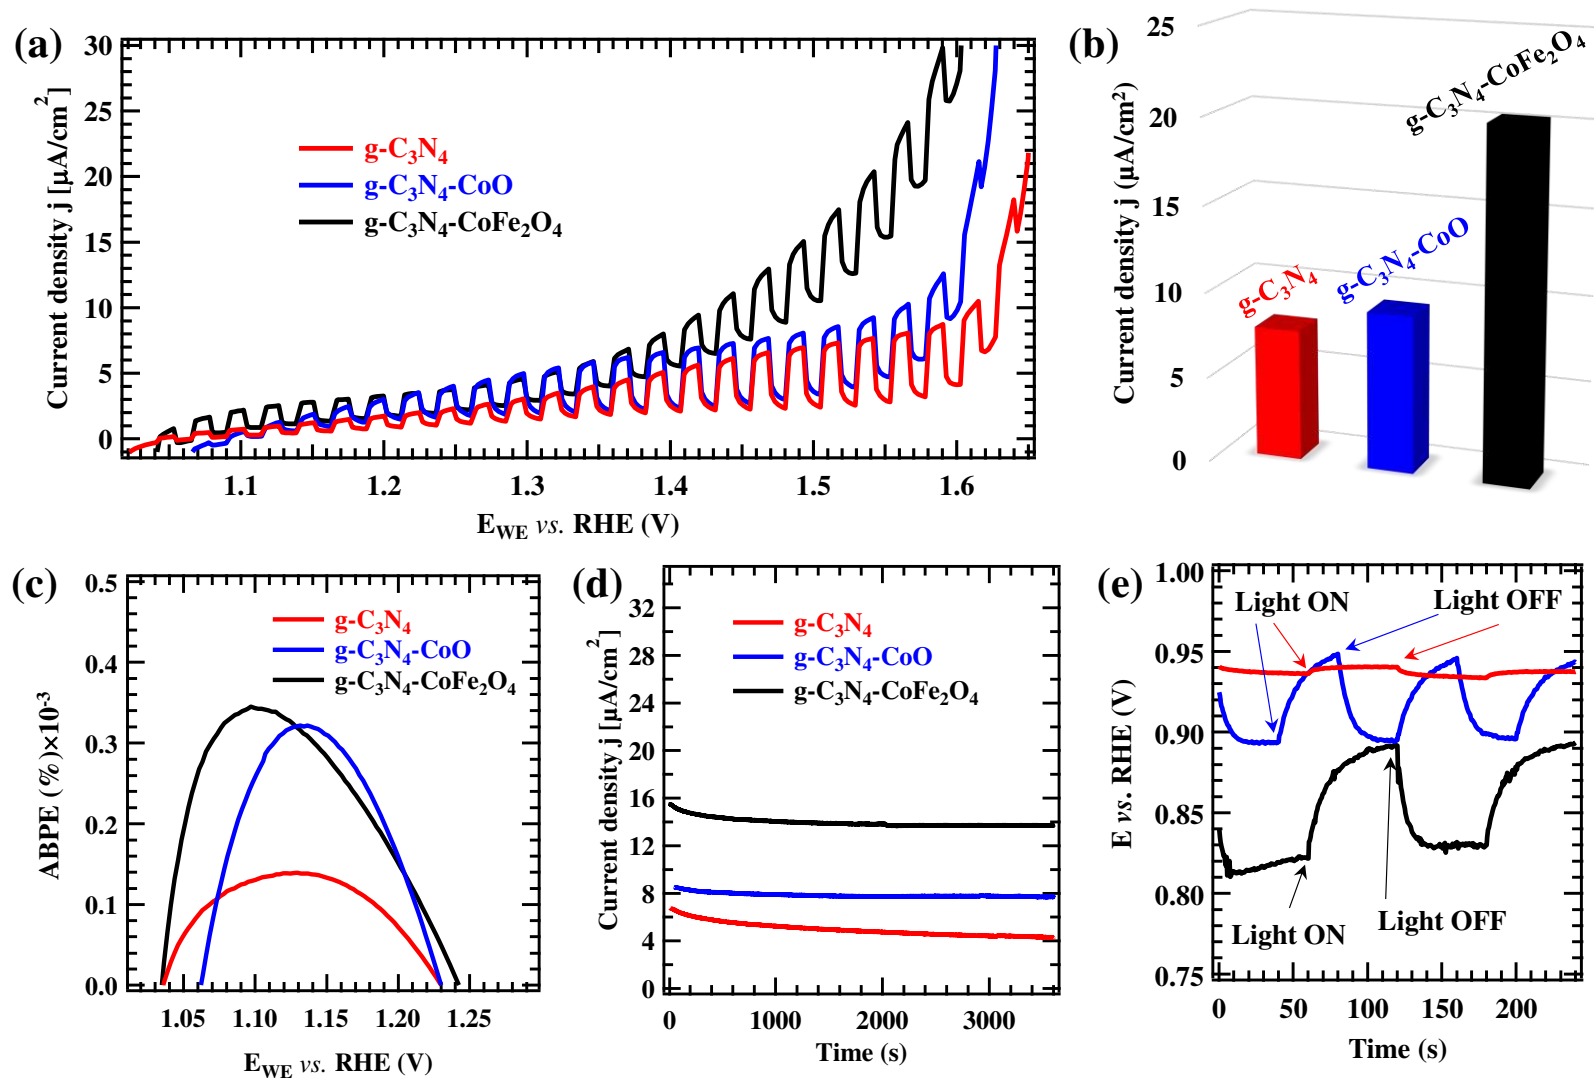 (a)
30
25
20
15
10
5
0
Current density j [µA/cm²]
g-C₃N₄
g-C₃N₄-CoO
g-C₃N₄-CoFe₂O₄
1.1 1.2 1.3 1.4 1.5 1.6
E_WE vs. RHE (V)
(b)
25
20
15
10
5
0
Current density j (µA/cm²)
g-C₃N₄
g-C₃N₄-CoO
g-C₃N₄-CoFe₂O₄
(c)
0.5
0.4
0.3
0.2
0.1
0.0
ABPE (%)×10⁻³
g-C₃N₄
g-C₃N₄-CoO
g-C₃N₄-CoFe₂O₄
1.05 1.10 1.15 1.20 1.25
E_WE vs. RHE (V)
(d)
32
28
24
20
16
12
8
4
0
Current density j [µA/cm²]
g-C₃N₄
g-C₃N₄-CoO
g-C₃N₄-CoFe₂O₄
0 1000 2000 3000
Time (s)
(e)
1.00
0.95
0.90
0.85
0.80
0.75
E vs. RHE (V)
Light ON
Light OFF
Light ON
Light OFF
0 50 100 150 200
Time (s)